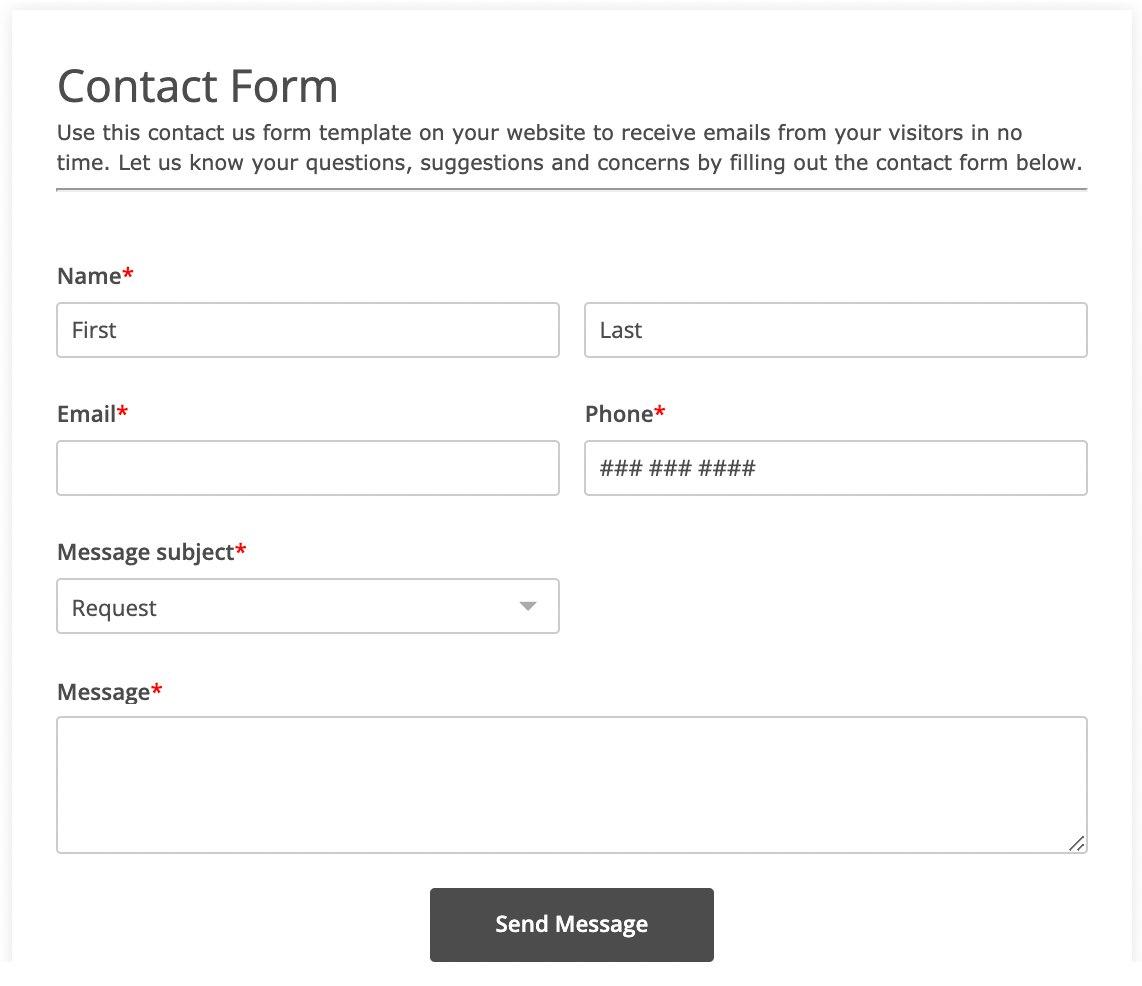 Contact Form
Use this contact us form template on your website to receive emails from your visitors in no
time. Let us know your questions, suggestions and concerns by filling out the contact form below.
Name*
First
Last
Email*
Phone*
### ### ####
Message subject*
Request
Message*
Send Message